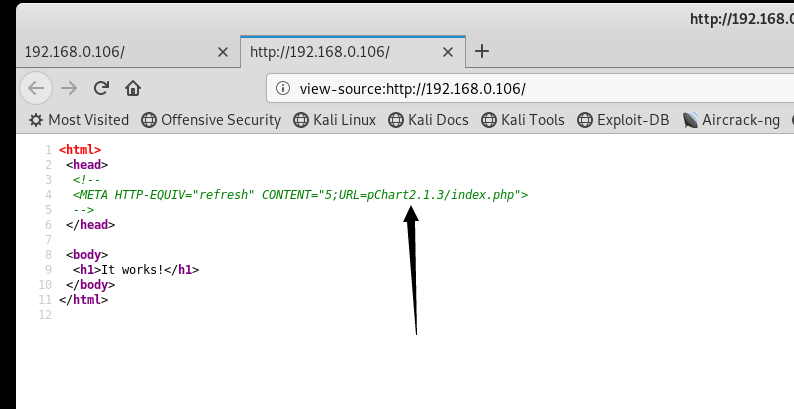 http://192.168.0
192.168.0.106/
http://192.168.0.106/
view-source:http://192.168.0.106/
Most Visited Offensive Security Kali Linux Kali Docs Kali Tools Exploit-DB Aircrack-ng
1 <html>
2 <head>
3 <!--
4 <META HTTP-EQUIV="refresh" CONTENT="5;URL=pChart2.1.3/index.php">
5 -->
6 </head>
7
8 <body>
9 <h1>It works!</h1>
10 </body>
11 </html>
12